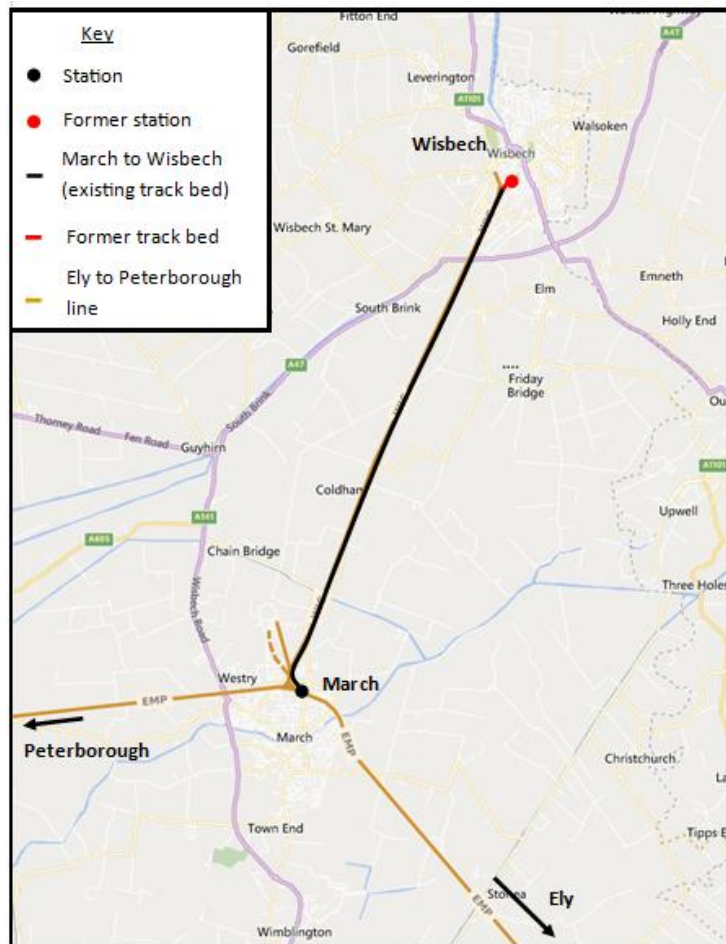 Key
Station
Former station
March to Wisbech
(existing track bed)
Former track bed
Ely to Peterborough
line
Fitton End
A47
Gorefield
Leverington
A1101
Walsoken
Wisbech
Wisbech
Wisbech St. Mary
Emneth
Elm
South Brink
Holly End
Friday
Bridge
A47
South Brink
Thorney Road
Fen Road
Guyhirn
A1101
Coldham
Upwell
A141
A605
Chain Bridge
Three Holes
Wisbech Road
Westry
March
EMP
Peterborough
March
EMP
Christchurch
Tipps E
Town End
Stonea
Ely
EMP
Wimblington